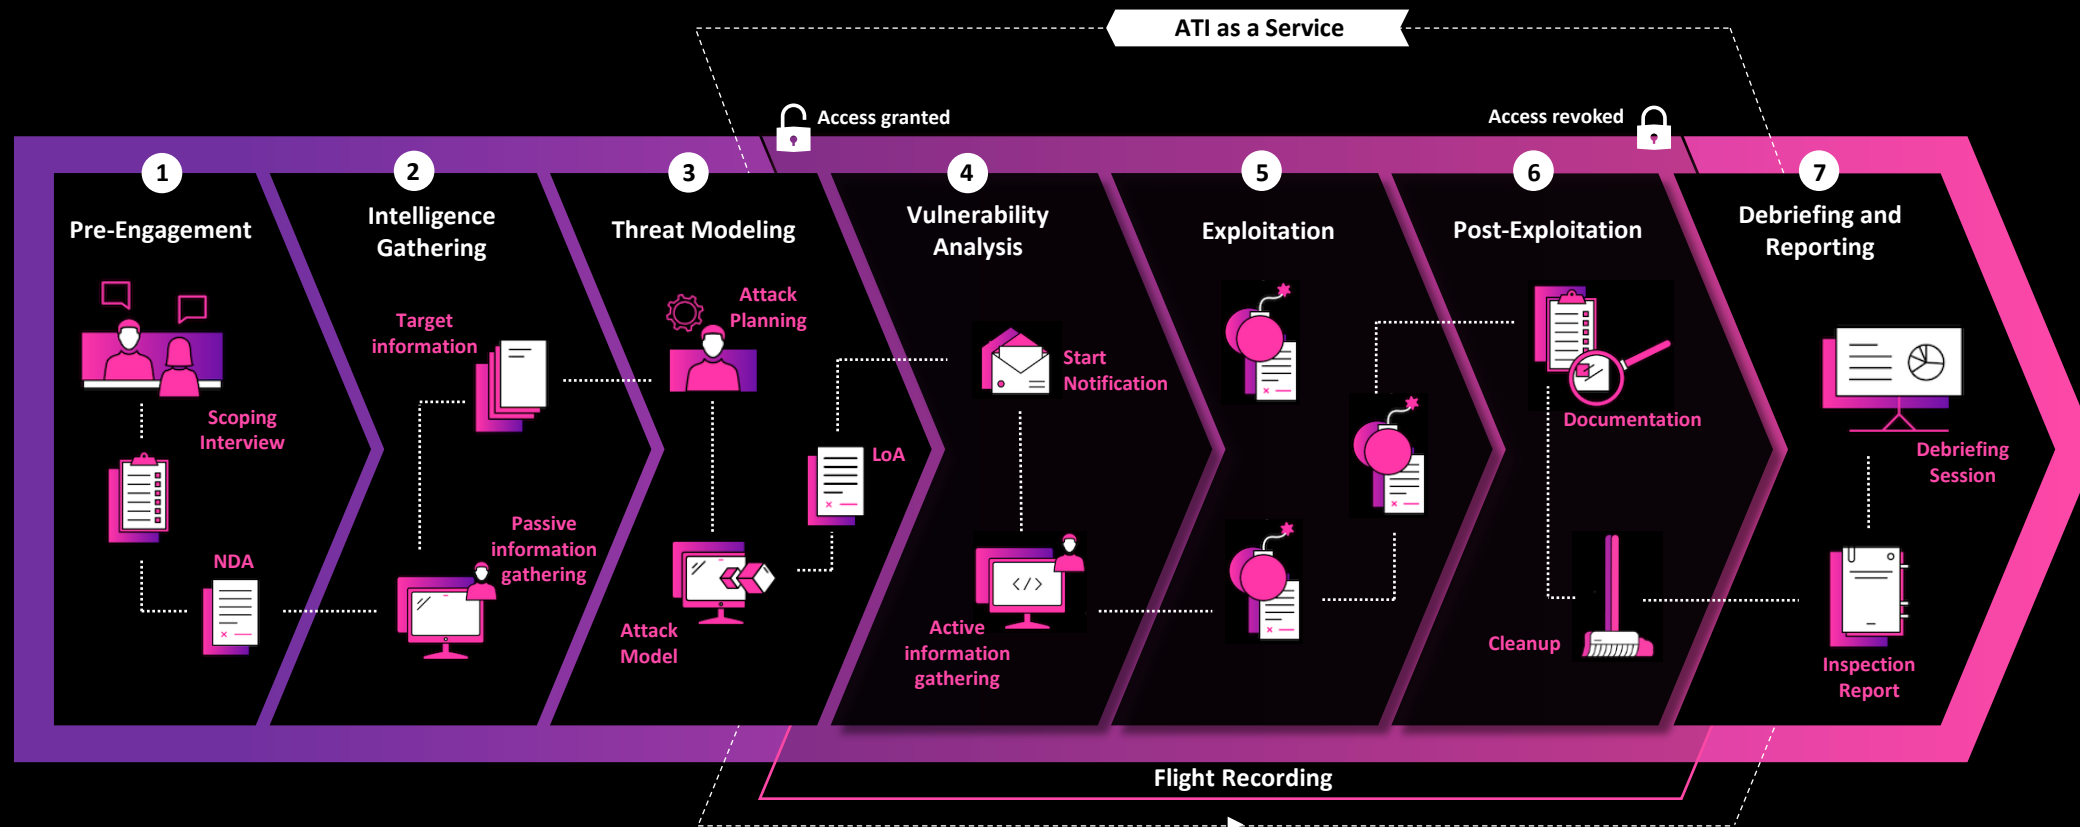 ATI as a Service
Access granted
Access revoked
1
2
3
4
5
6
7
Pre-Engagement
Intelligence
Gathering
Threat Modeling
Vulnerability
Analysis
Exploitation
Post-Exploitation
Debriefing and
Reporting
Scoping
Interview
NDA
Target
information
Passive
information
gathering
Attack
Planning
Attack
Model
LoA
Start
Notification
</>
Active
information
gathering
Documentation
Cleanup
Debriefing
Session
Inspection
Report
Flight Recording